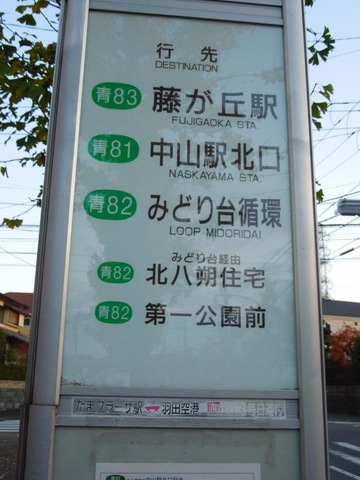 行先
DESTINATION
青83 藤が丘駅
FUJIGAOKA STA.
青81 中山駅北口
NASKAYAMA STA.
青82 みどり台循環
LOOP MIDORIDAI
みどり台経由
青82 北八朔住宅
青82 第一公園前
たまプラーザ駅 羽田空港
青81